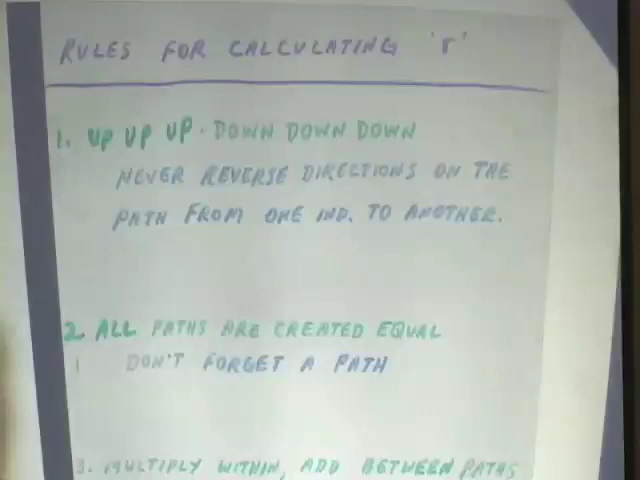 RULES FOR CALCULATING 'r'
1. UP UP UP · DOWN DOWN DOWN
NEVER REVERSE DIRECTIONS ON THE
PATH FROM ONE IND. TO ANOTHER.
2. ALL PATHS ARE CREATED EQUAL
DON'T FORGET A PATH
3. MULTIPLY WITHIN, ADD BETWEEN PATHS